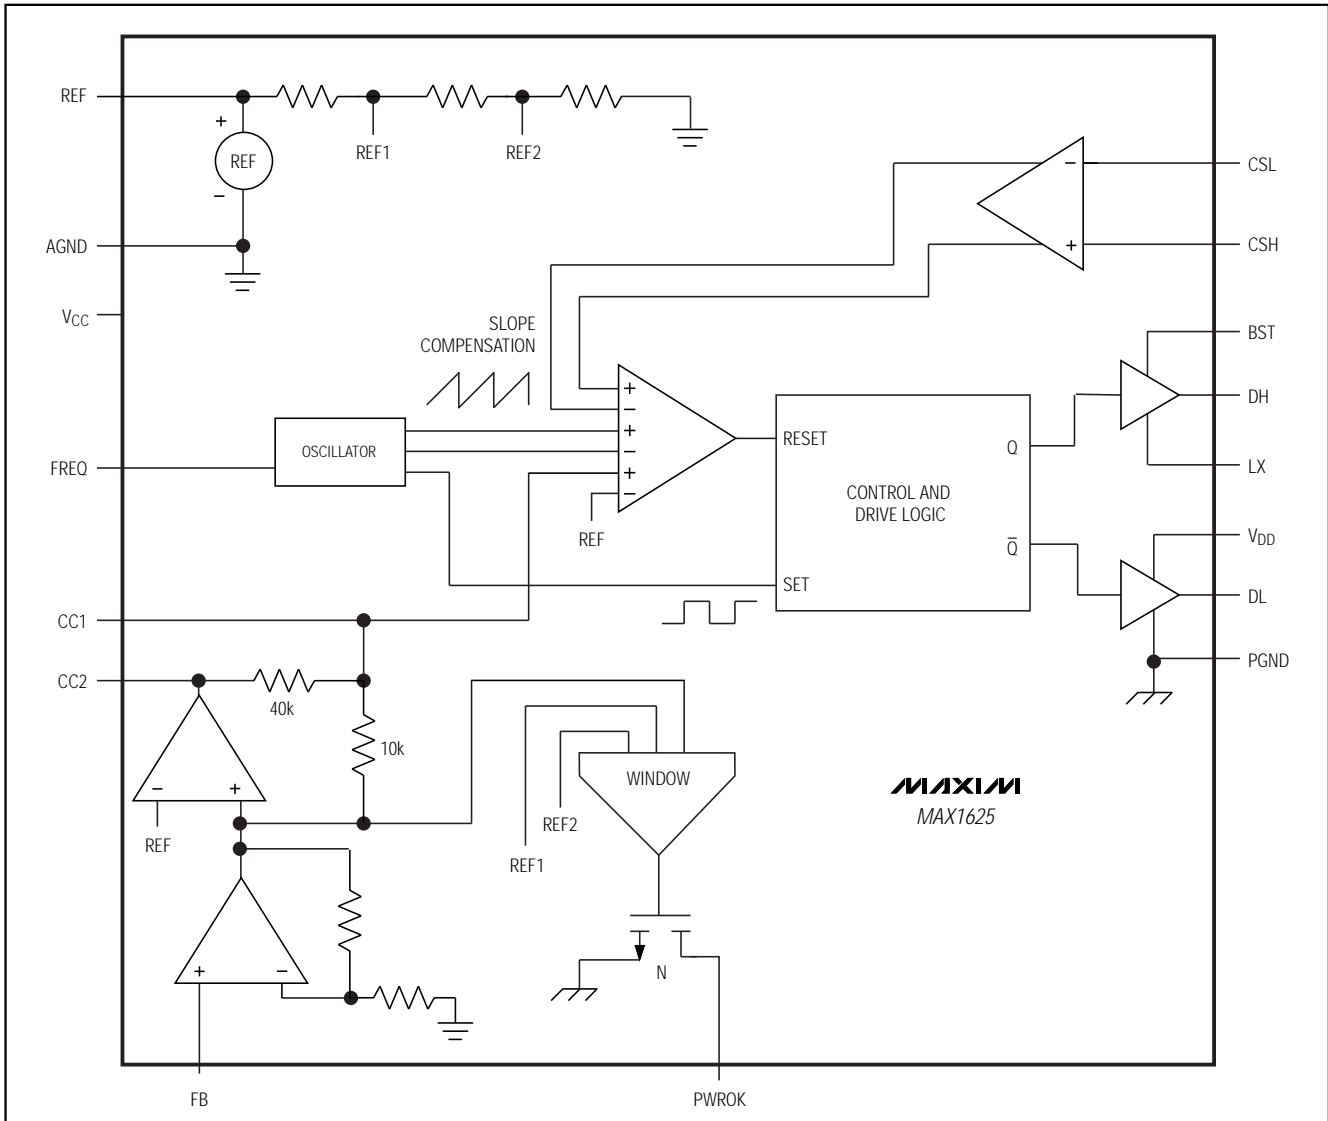 REF
+
REF
−
REF1
REF2
AGND
VCC
SLOPE
COMPENSATION
−
CSL
+
CSH
BST
DH
LX
FREQ
OSCILLATOR
+
−
+
−
+
−
REF
RESET
SET
CONTROL AND
DRIVE LOGIC
Q
Q̅
VDD
DL
PGND
CC1
CC2
40k
10k
−
+
REF
WINDOW
REF2
REF1
MAXIM
MAX1625
+
−
N
FB
PWROK